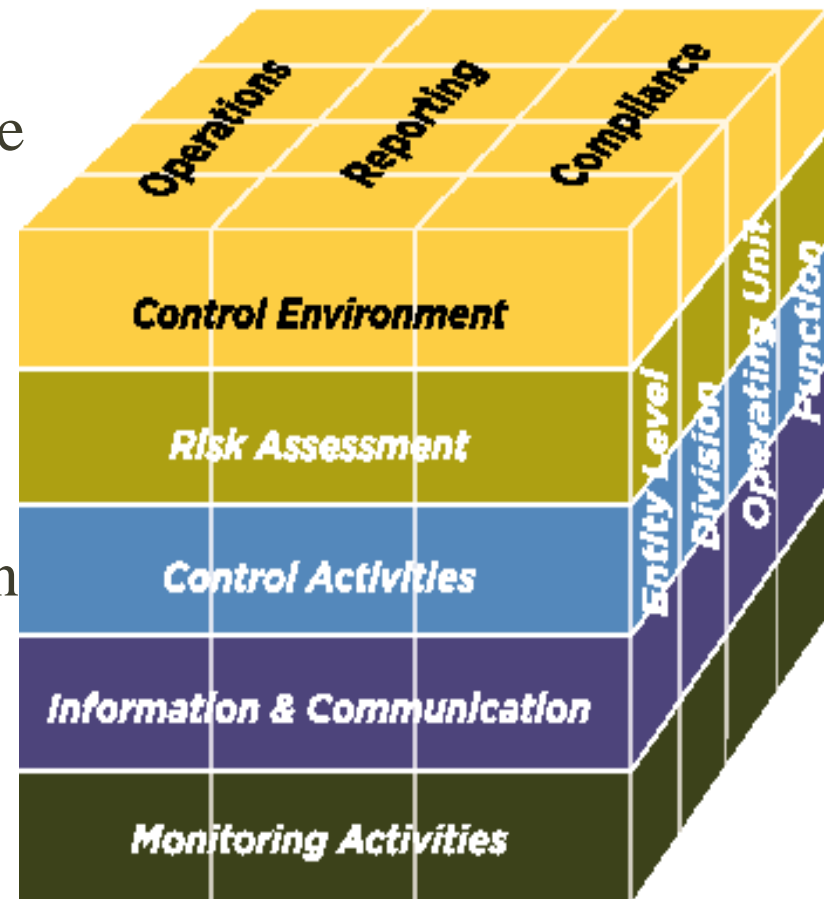 Operations
Reporting
Compliance
e
Control Environment
Risk Assessment
Control Activities
n
Information & Communication
Monitoring Activities
Entity Level
Division
Operating Unit
Function